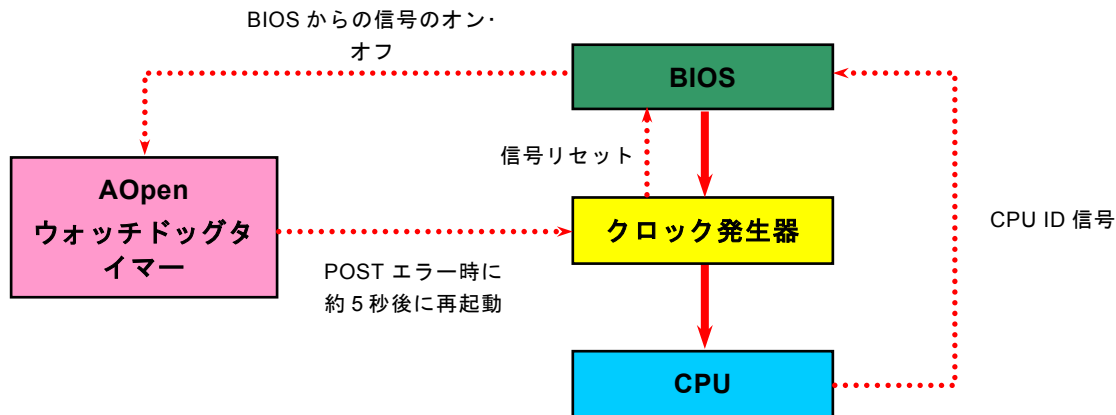 BIOS からの信号のオン･
オフ
BIOS
信号リセット
AOpen
ウォッチドッグタ
イマー
クロック発生器
CPU ID 信号
POST エラー時に
約 5 秒後に再起動
CPU